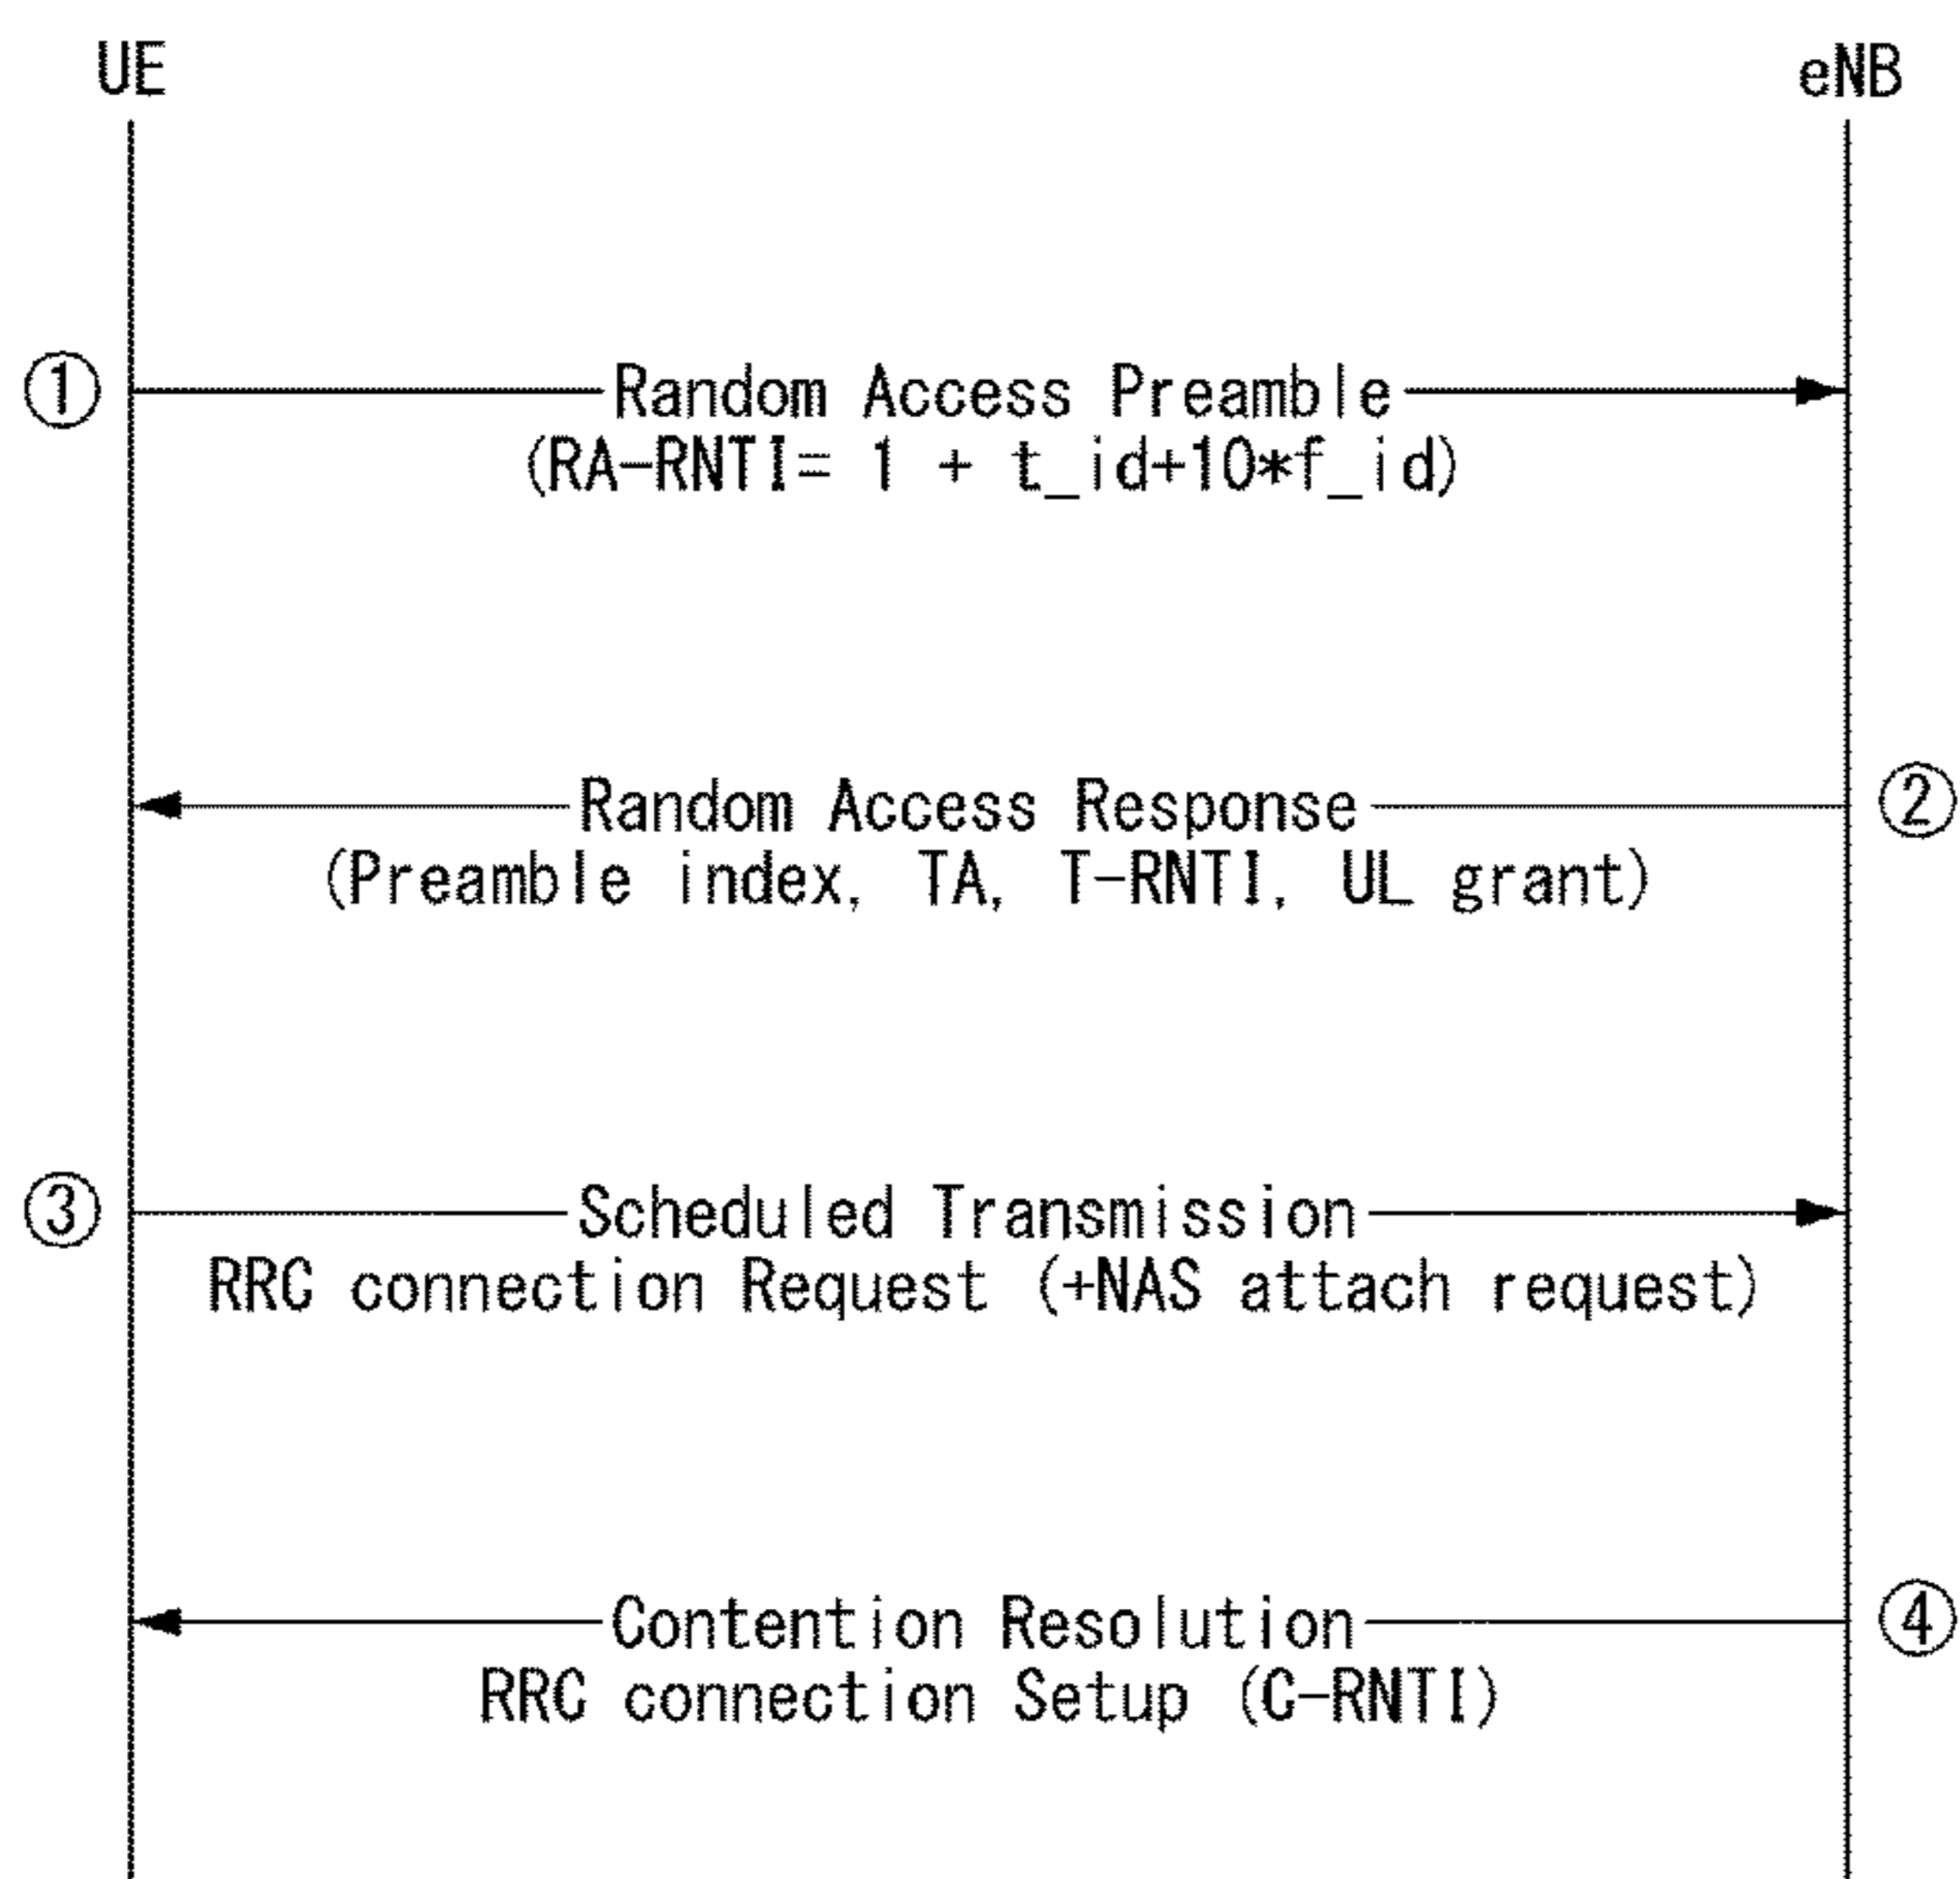 UE
eNB
① Random Access Preamble
(RA-RNTI= 1 + t_id+10*f_id)
Random Access Response ②
(Preamble index, TA, T-RNTI, UL grant)
③ Scheduled Transmission
RRC connection Request (+NAS attach request)
Contention Resolution ④
RRC connection Setup (C-RNTI)